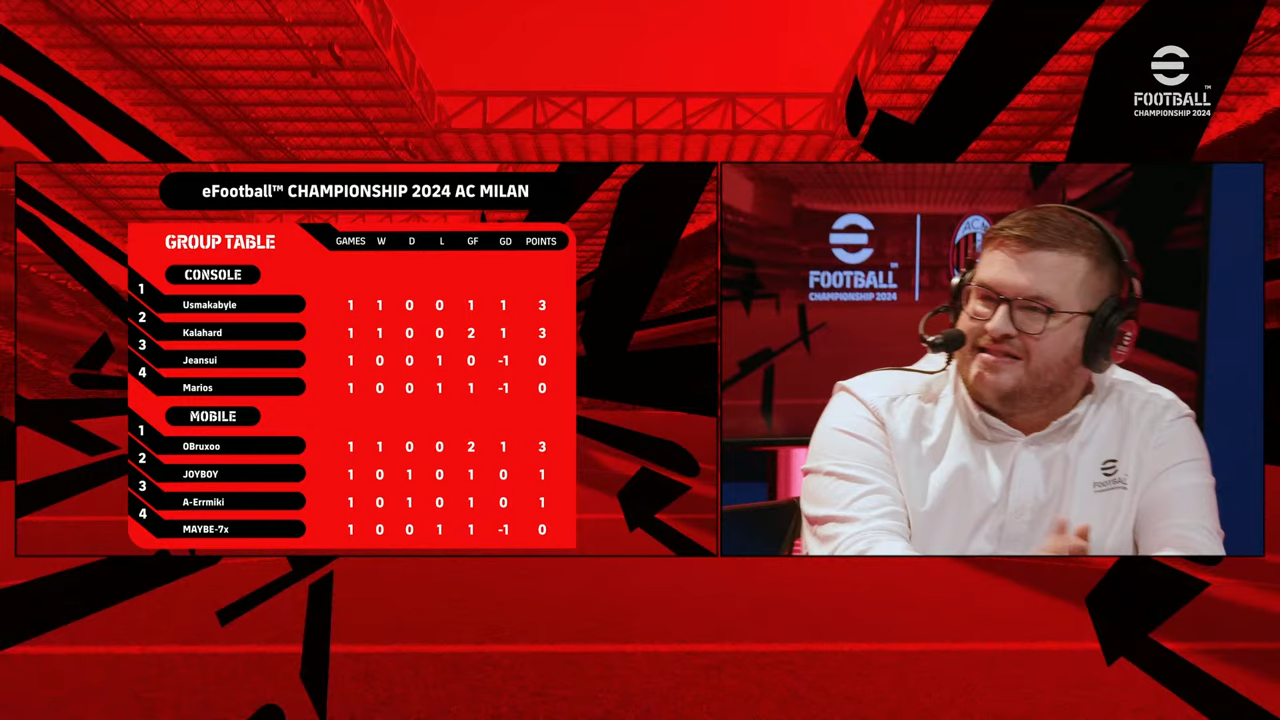 FOOTBALL™
CHAMPIONSHIP 2024
eFootball™ CHAMPIONSHIP 2024 AC MILAN
GROUP TABLE GAMES W D L GF GD POINTS
CONSOLE
1 Usmakabyle 1 1 0 0 1 1 3
2 Kalahard 1 1 0 0 2 1 3
3 Jeansui 1 0 0 1 0 -1 0
4 Marios 1 0 0 1 1 -1 0
MOBILE
1 OBruxoo 1 1 0 0 2 1 3
2 JOYBOY 1 0 1 0 1 0 1
3 A-Errmiki 1 0 1 0 1 0 1
4 MAYBE-7x 1 0 0 1 1 -1 0
FOOTBALL™
CHAMPIONSHIP 2024
ACM
FOOTBALL